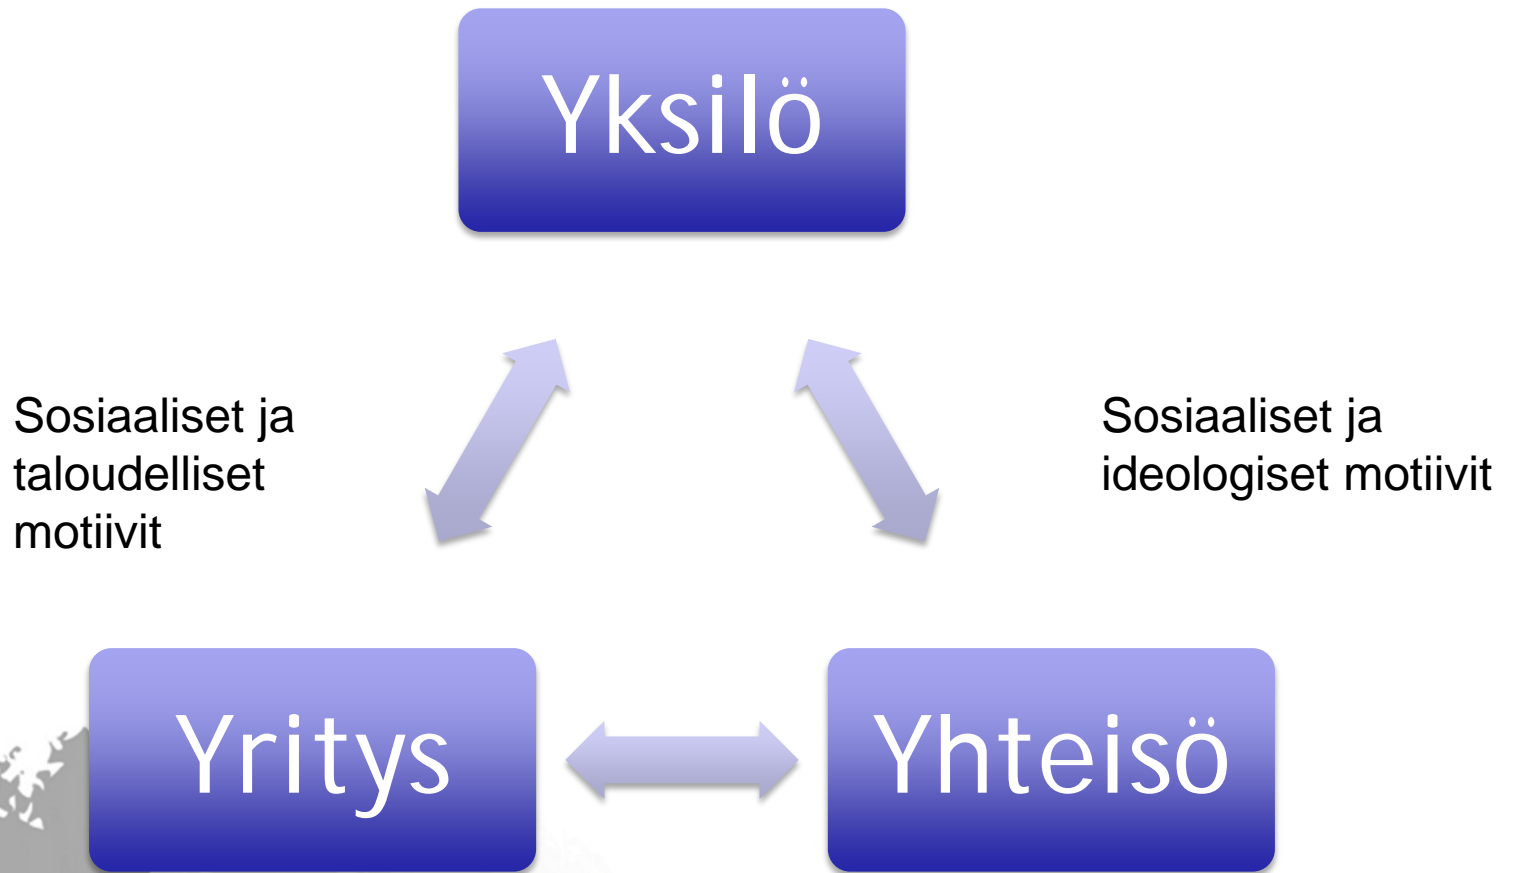 Yksilö
Sosiaaliset ja
taloudelliset
motiivit
Sosiaaliset ja
ideologiset motiivit
Yritys
Yhteisö